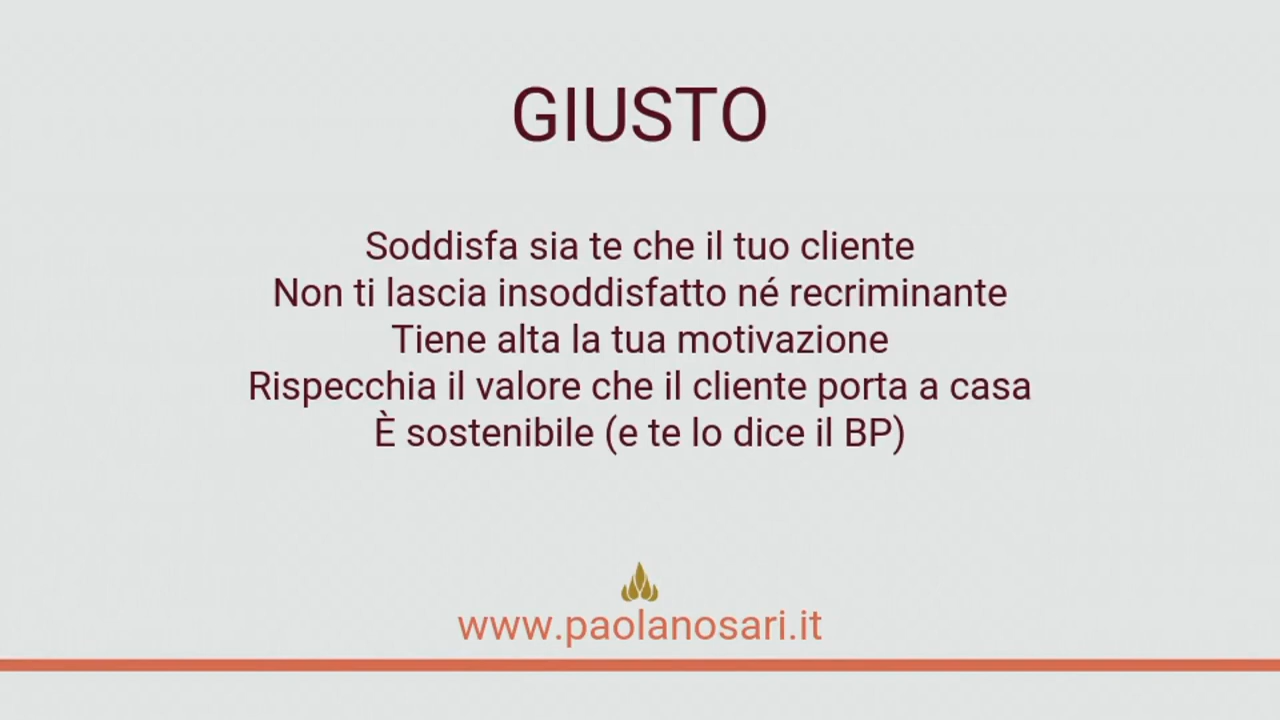 GIUSTO
Soddisfa sia te che il tuo cliente
Non ti lascia insoddisfatto né recriminante
Tiene alta la tua motivazione
Rispecchia il valore che il cliente porta a casa
È sostenibile (e te lo dice il BP)
www.paolanosari.it